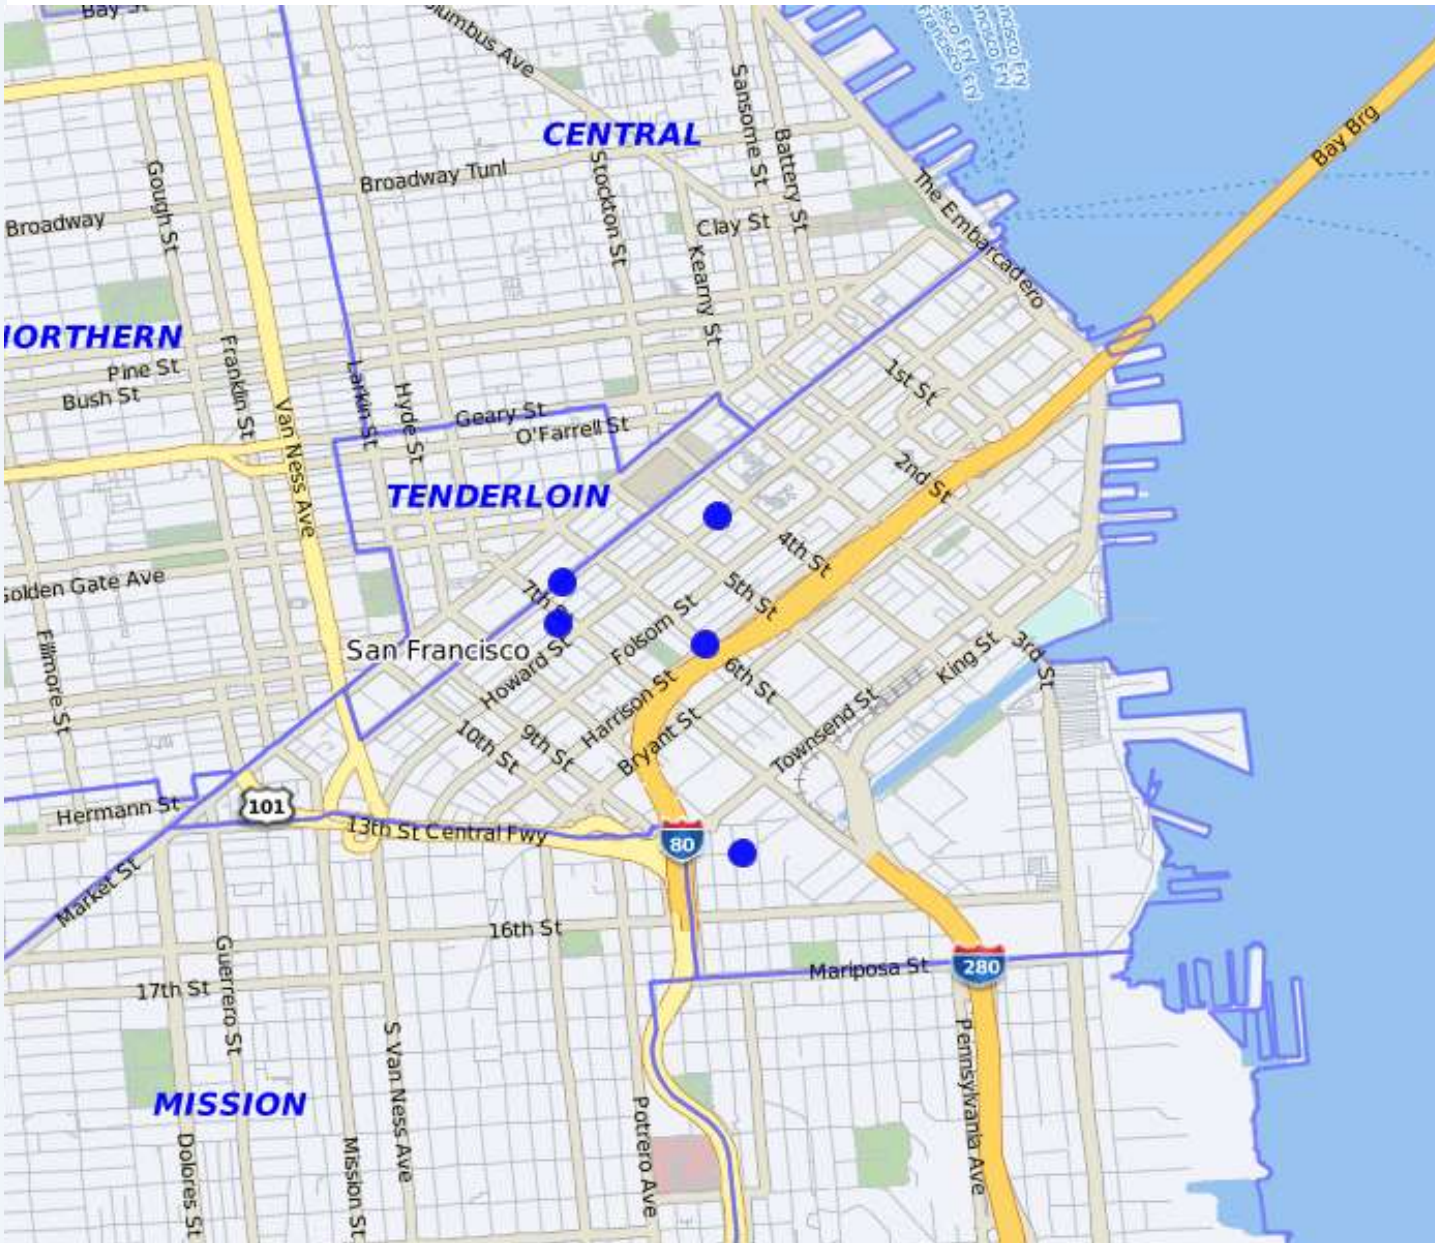 Bay St
Columbus Ave
Sansome St
Battery St
CENTRAL
Stockton St
Broadway Tunl
Gough St
Broadway
Clay St
Kearny St
The Embarcadero
Bay Brg
ORTHERN
Pine St
Bush St
Franklin St
Larkin St
Hyde St
Van Ness Ave
Geary St
O'Farrell St
1st St
2nd St
TENDERLOIN
4th St
5th St
Golden Gate Ave
7th St
Folsom St
Fillmore St
San Francisco
Howard St
6th St
King St
3rd St
Harrison St
Townsend St
Bryant St
9th St
10th St
101
Hermann St
13th St Central Fwy
80
Market St
16th St
Mariposa St
280
17th St
Guerrero St
S Van Ness Ave
Pennsylvania Ave
MISSION
Potrero Ave
Dolores St
Mission St